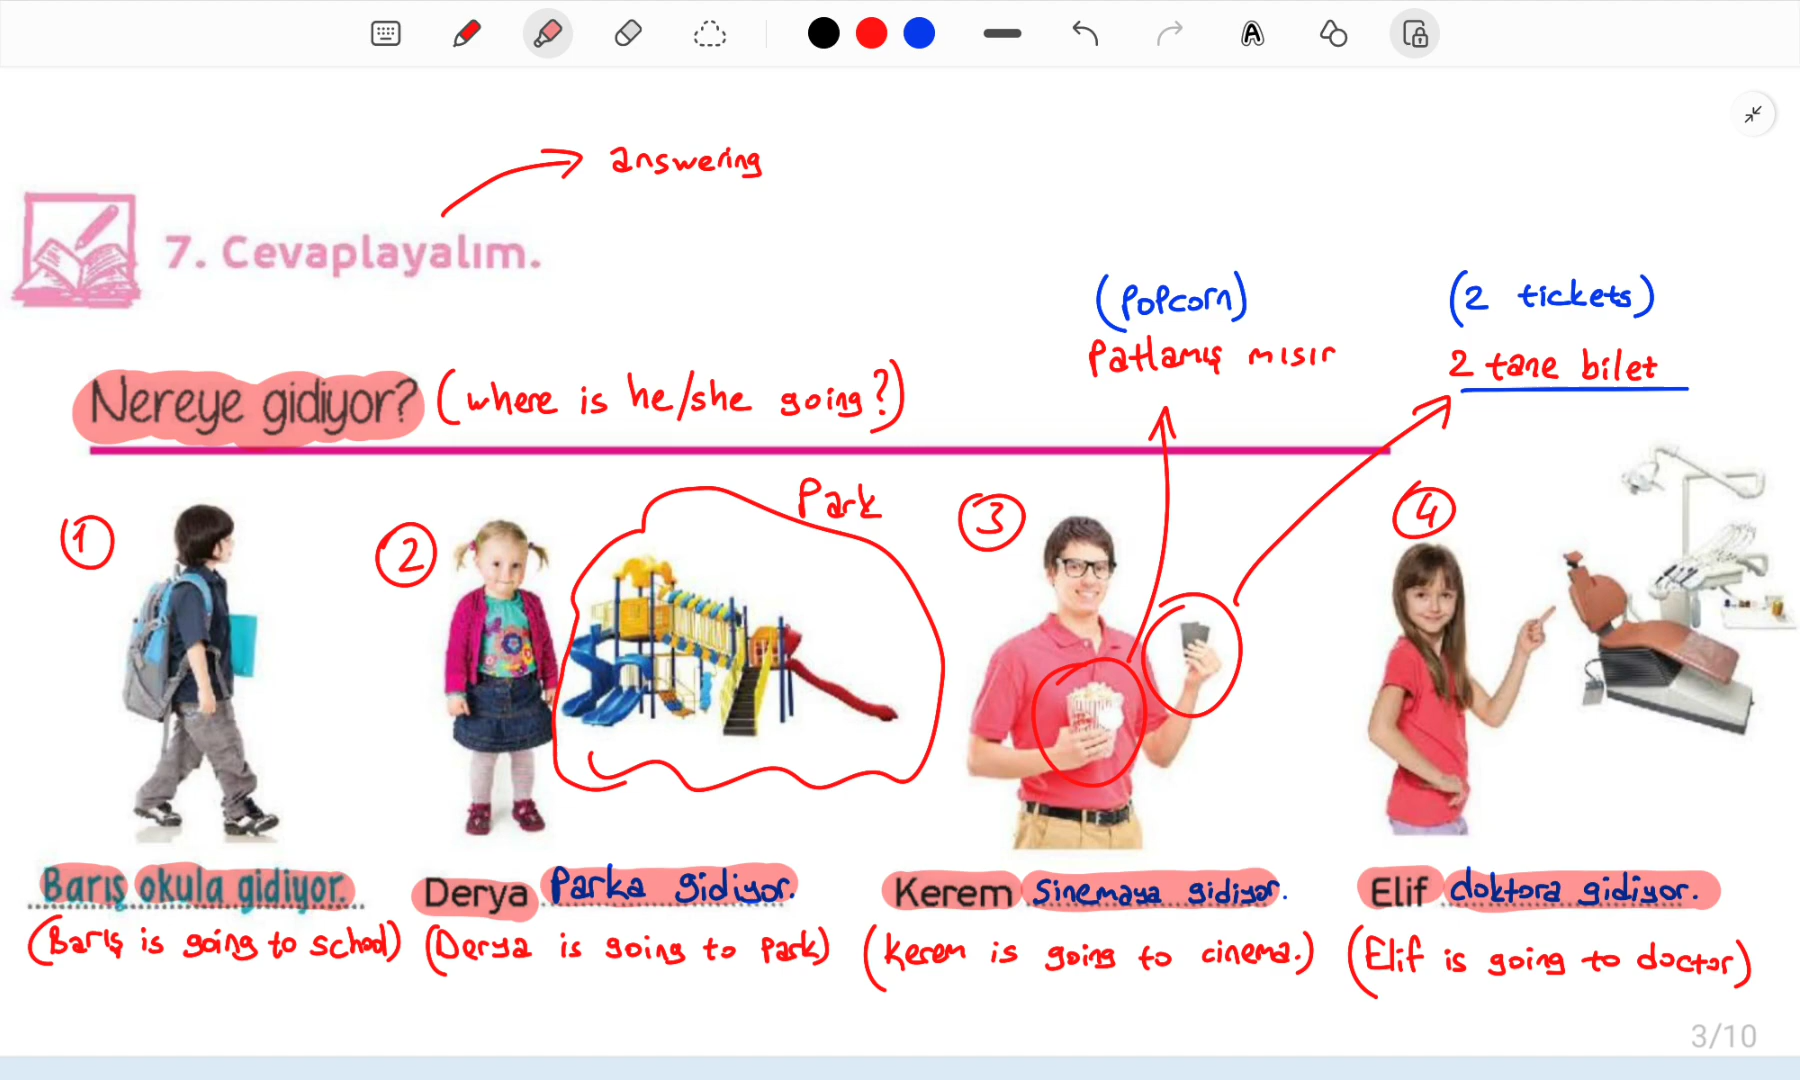 answering
7. Cevaplayalım.
(Popcorn)
(2 tickets)
Patlamış mısır
2 tane bilet
Nereye gidiyor? (where is he/she going?)
Park
1
2
3
4
Barış okula gidiyor.
Derya Parka gidiyor.
Kerem sinemaya gidiyor.
Elif doktora gidiyor.
(Barış is going to school)
(Derya is going to Park)
(Kerem is going to cinema.)
(Elif is going to doctor)
3/10